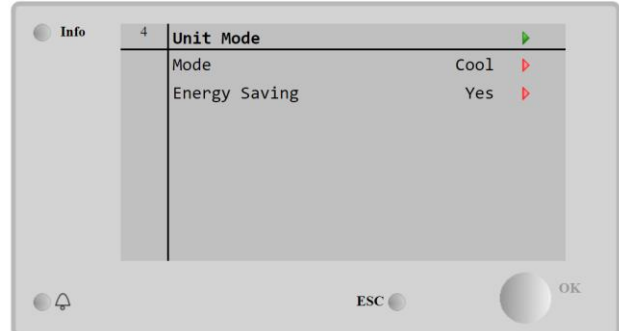 Info
4 Unit Mode
Mode Cool
Energy Saving Yes
ESC
OK